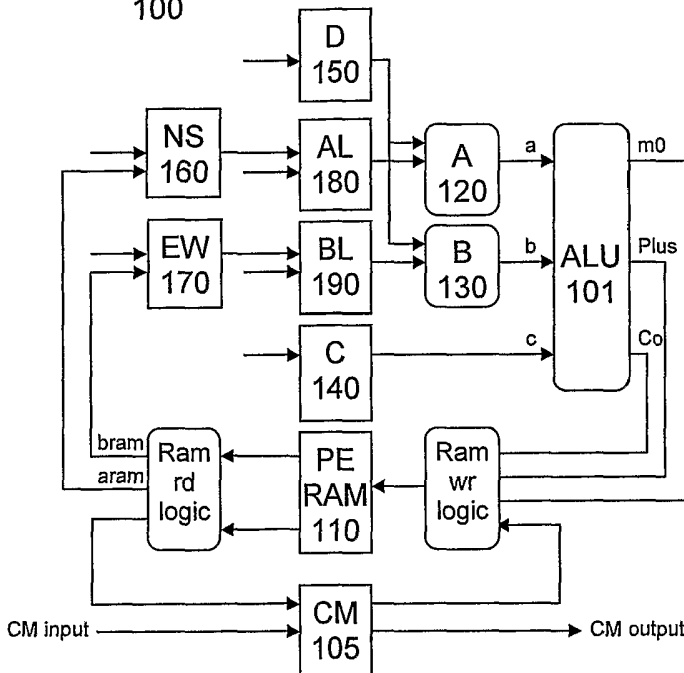 100
D
150
NS
160
AL
180
A
120
a
m0
EW
170
BL
190
B
130
b
ALU
101
Plus
C
140
c
Co
bram
aram
Ram
rd
logic
PE
RAM
110
Ram
wr
logic
CM input
CM
105
CM output